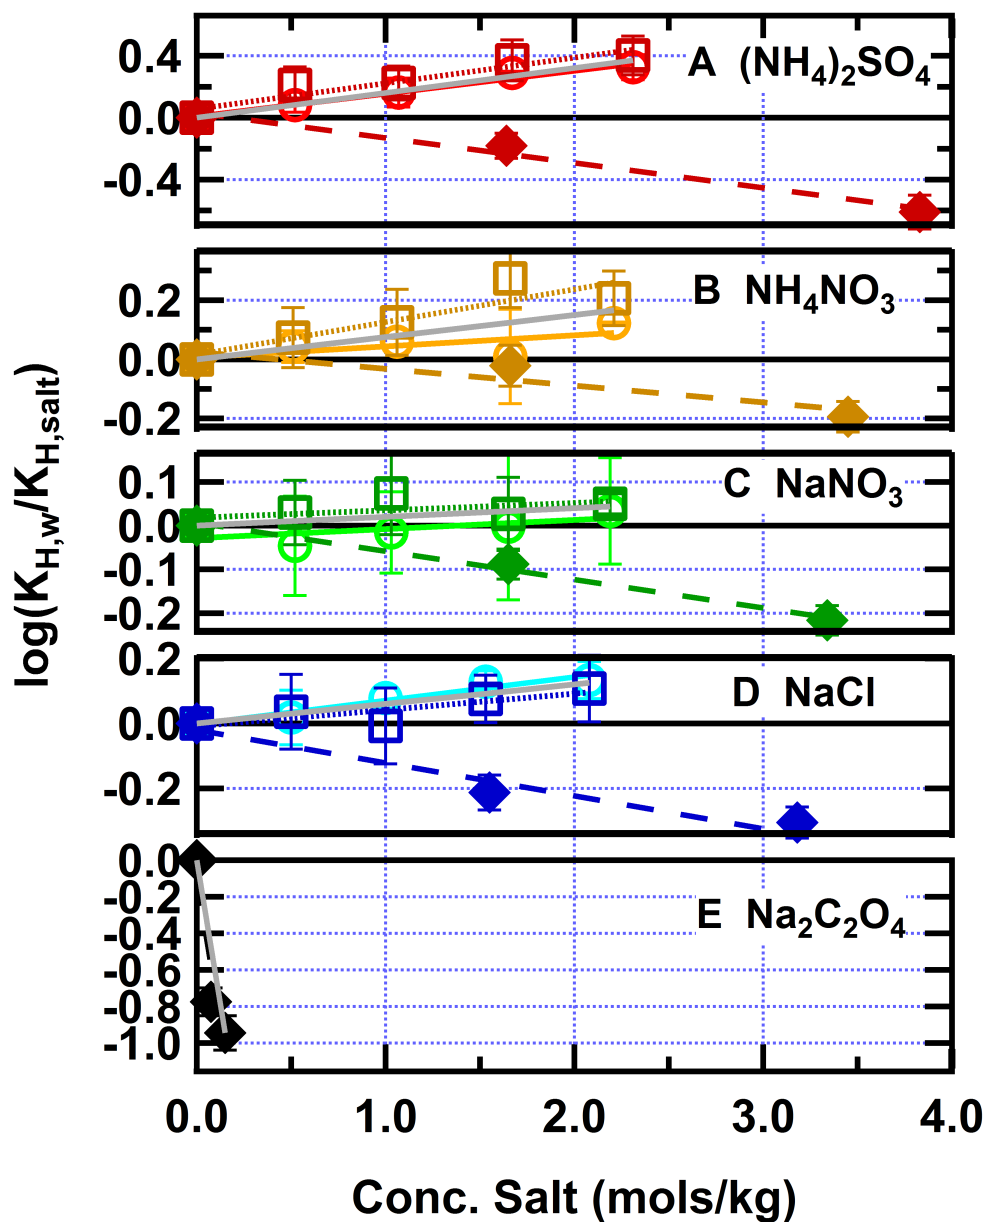 A (NH4)2SO4
0.4
0.0
-0.4
B NH4NO3
0.2
0.0
-0.2
C NaNO3
0.1
0.0
-0.1
-0.2
D NaCl
0.2
0.0
-0.2
E Na2C2O4
0.0
-0.2
-0.4
-0.6
-0.8
-1.0
log(KH,w/KH,salt)
0.0 1.0 2.0 3.0 4.0
Conc. Salt (mols/kg)